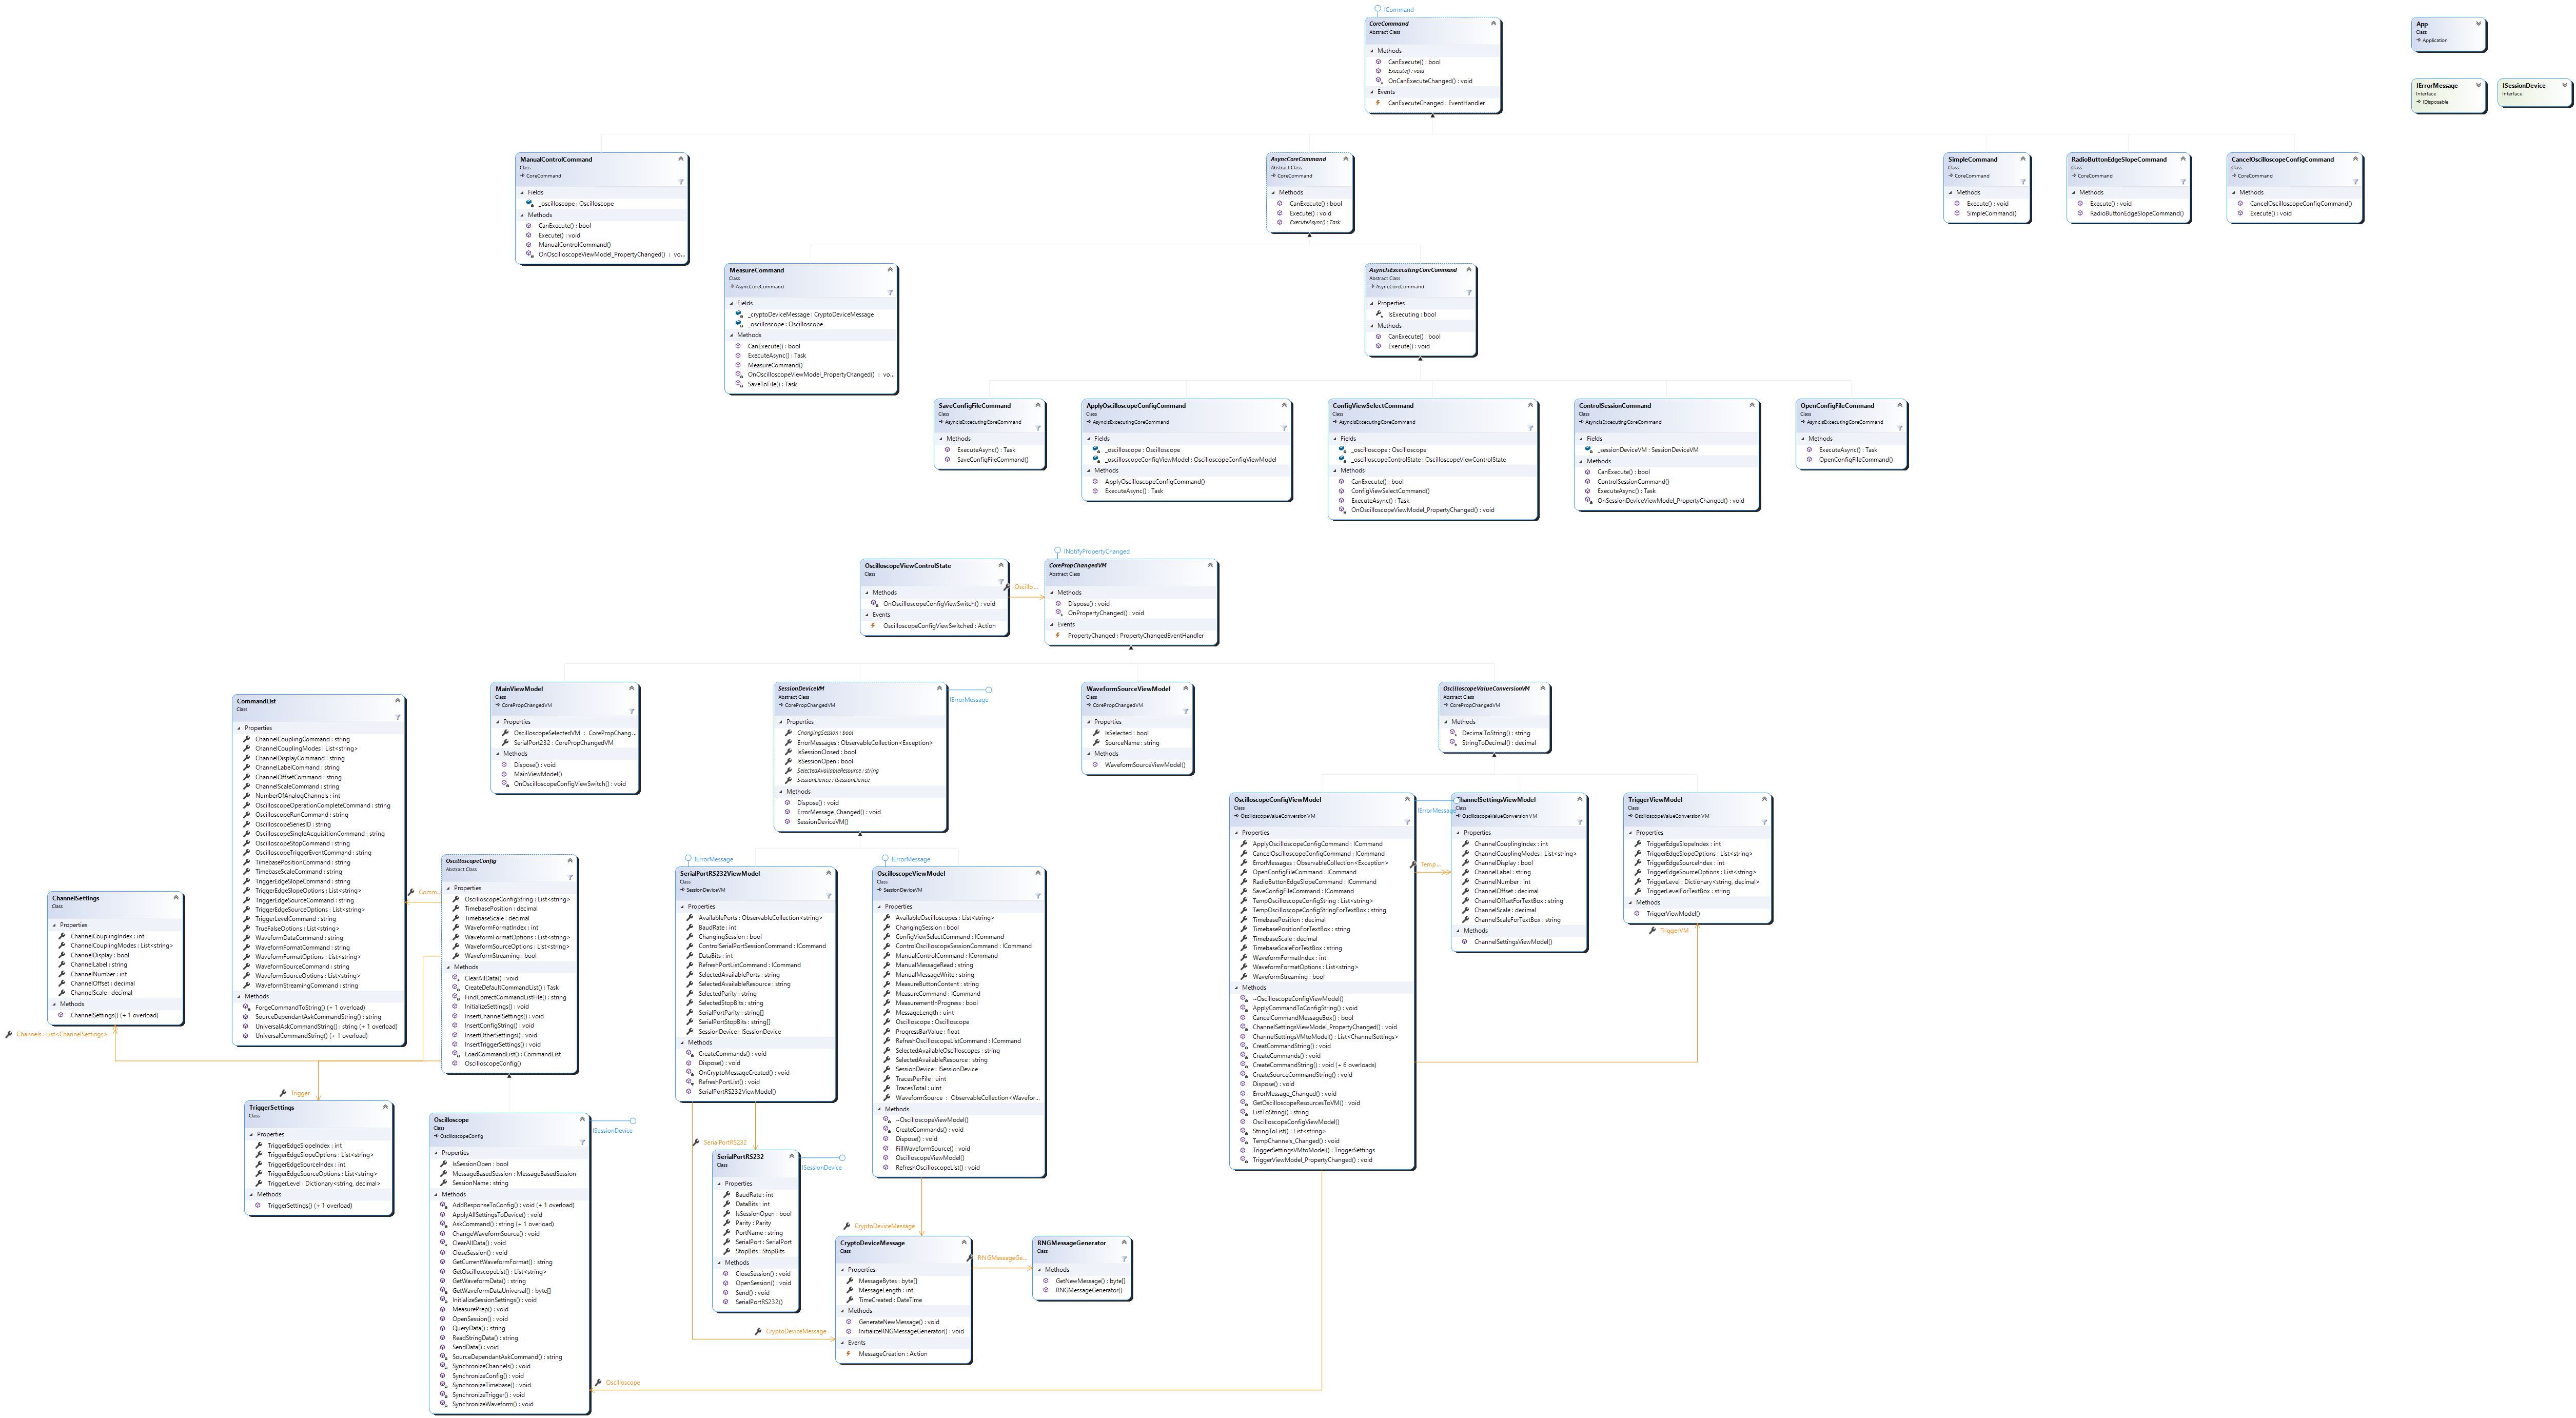 ICommand
CoreCommand
Abstract Class
Methods
CanExecute() : bool
Execute() : void
OnCanExecuteChanged() : void
Events
CanExecuteChanged : EventHandler
App
Class
Application
IErrorMessage
Interface
IDisposable
ISessionDevice
Interface
ManualControlCommand
Class
CoreCommand
Fields
_oscilloscope : Oscilloscope
Methods
CanExecute() : bool
Execute() : void
ManualControlCommand()
OnOscilloscopeViewModel_PropertyChanged() : vo...
AsyncCoreCommand
Abstract Class
CoreCommand
Methods
CanExecute() : bool
Execute() : void
ExecuteAsync() : Task
SimpleCommand
Class
CoreCommand
Methods
Execute() : void
SimpleCommand()
RadioButtonEdgeSlopeCommand
Class
CoreCommand
Methods
Execute() : void
RadioButtonEdgeSlopeCommand()
CancelOscilloscopeConfigCommand
Class
CoreCommand
Methods
CancelOscilloscopeConfigCommand()
Execute() : void
MeasureCommand
Class
AsyncCoreCommand
Fields
_cryptoDeviceMessage : CryptoDeviceMessage
_oscilloscope : Oscilloscope
Methods
CanExecute() : bool
ExecuteAsync() : Task
MeasureCommand()
OnOscilloscopeViewModel_PropertyChanged() : vo...
SaveToFile() : Task
AsyncIsExcecutingCoreCommand
Abstract Class
AsyncCoreCommand
Properties
IsExecuting : bool
Methods
CanExecute() : bool
Execute() : void
SaveConfigFileCommand
Class
AsyncIsExcecutingCoreCommand
Methods
ExecuteAsync() : Task
SaveConfigFileCommand()
ApplyOscilloscopeConfigCommand
Class
AsyncIsExcecutingCoreCommand
Fields
_oscilloscope : Oscilloscope
_oscilloscopeConfigViewModel : OscilloscopeConfigViewModel
Methods
ApplyOscilloscopeConfigCommand()
ExecuteAsync() : Task
ConfigViewSelectCommand
Class
AsyncIsExcecutingCoreCommand
Fields
_oscilloscope : Oscilloscope
_oscilloscopeControlState : OscilloscopeViewControlState
Methods
CanExecute() : bool
ConfigViewSelectCommand()
ExecuteAsync() : Task
OnOscilloscopeViewModel_PropertyChanged() : void
ControlSessionCommand
Class
AsyncIsExcecutingCoreCommand
Fields
_sessionDeviceVM : SessionDeviceVM
Methods
CanExecute() : bool
ControlSessionCommand()
ExecuteAsync() : Task
OnSessionDeviceViewModel_PropertyChanged() : void
OpenConfigFileCommand
Class
AsyncIsExcecutingCoreCommand
Methods
ExecuteAsync() : Task
OpenConfigFileCommand()
OscilloscopeViewControlState
Class
Methods
OnOscilloscopeConfigViewSwitch() : void
Events
OscilloscopeConfigViewSwitched : Action
Oscillo...
INotifyPropertyChanged
CorePropChangedVM
Abstract Class
Methods
Dispose() : void
OnPropertyChanged() : void
Events
PropertyChanged : PropertyChangedEventHandler
CommandList
Class
Properties
ChannelCouplingCommand : string
ChannelCouplingModes : List<string>
ChannelDisplayCommand : string
ChannelLabelCommand : string
ChannelOffsetCommand : string
ChannelScaleCommand : string
NumberOfAnalogChannels : int
OscilloscopeOperationCompleteCommand : string
OscilloscopeRunCommand : string
OscilloscopeSeriesID : string
OscilloscopeSingleAcquisitionCommand : string
OscilloscopeStopCommand : string
OscilloscopeTriggerEventCommand : string
TimebasePositionCommand : string
TimebaseScaleCommand : string
TriggerEdgeSlopeCommand : string
TriggerEdgeSlopeOptions : List<string>
TriggerEdgeSourceCommand : string
TriggerEdgeSourceOptions : List<string>
TriggerLevelCommand : string
TrueFalseOptions : List<string>
WaveformDataCommand : string
WaveformFormatCommand : string
WaveformFormatOptions : List<string>
WaveformSourceCommand : string
WaveformSourceOptions : List<string>
WaveformStreamingCommand : string
Methods
ForgeCommandToString() (+ 1 overload)
SourceDependantAskCommandString() : string
UniversalAskCommandString() : string (+ 1 overload)
UniversalCommandString() (+ 1 overload)
MainViewModel
Class
CorePropChangedVM
Properties
OscilloscopeSelectedVM : CorePropChang...
SerialPort232 : CorePropChangedVM
Methods
Dispose() : void
MainViewModel()
OnOscilloscopeConfigViewSwitch() : void
SessionDeviceVM
Abstract Class
CorePropChangedVM
Properties
ChangingSession : bool
ErrorMessages : ObservableCollection<Exception>
IsSessionClosed : bool
IsSessionOpen : bool
SelectedAvailableResource : string
SessionDevice : ISessionDevice
Methods
Dispose() : void
ErrorMessage_Changed() : void
SessionDeviceVM()
IErrorMessage
WaveformSourceViewModel
Class
CorePropChangedVM
Properties
IsSelected : bool
SourceName : string
Methods
WaveformSourceViewModel()
OscilloscopeValueConversionVM
Abstract Class
CorePropChangedVM
Methods
DecimalToString() : string
StringToDecimal() : decimal
ChannelSettings
Class
Properties
ChannelCouplingIndex : int
ChannelCouplingModes : List<string>
ChannelDisplay : bool
ChannelLabel : string
ChannelNumber : int
ChannelOffset : decimal
ChannelScale : decimal
Methods
ChannelSettings() (+ 1 overload)
Channels : List<ChannelSettings>
Comm...
OscilloscopeConfig
Abstract Class
Properties
OscilloscopeConfigString : List<string>
TimebasePosition : decimal
TimebaseScale : decimal
WaveformFormatIndex : int
WaveformFormatOptions : List<string>
WaveformSourceOptions : List<string>
WaveformStreaming : bool
Methods
ClearAllData() : void
CreateDefaultCommandList() : Task
FindCorrectCommandListFile() : string
InitializeSettings() : void
InsertChannelSettings() : void
InsertConfigString() : void
InsertOtherSetting() : void
InsertTriggerSettings() : void
LoadCommandList() : CommandList
OscilloscopeConfig()
Trigger
TriggerSettings
Class
Properties
TriggerEdgeSlopeIndex : int
TriggerEdgeSlopeOptions : List<string>
TriggerEdgeSourceIndex : int
TriggerEdgeSourceOptions : List<string>
TriggerLevel : Dictionary<string, decimal>
Methods
TriggerSettings() (+ 1 overload)
Oscilloscope
Class
OscilloscopeConfig
Properties
IsSessionOpen : bool
MessageBasedSession : MessageBasedSession
SessionName : string
Methods
AddResponseToConfig() : void (+ 1 overload)
ApplyAllSettingsToDevice() : void
AskCommand() : string (+ 1 overload)
ChangeWaveformSource() : void
ClearAllData() : void
CloseSession() : void
GetCurrentWaveformFormat() : string
GetOscilloscopeList() : List<string>
GetWaveformData() : string
GetWaveformDataUniversal() : byte[]
InitializeSessionSettings() : void
MeasurePrep() : void
OpenSession() : void
QueryData() : string
ReadStringData() : string
SendData() : void
SourceDependantAskCommand() : string
SynchronizeChannels() : void
SynchronizeConfig() : void
SynchronizeTimebase() : void
SynchronizeTrigger() : void
SynchronizeWaveform() : void
ISessionDevice
IErrorMessage
SerialPortRS232ViewModel
Class
SessionDeviceVM
Properties
AvailablePorts : ObservableCollection<string>
BaudRate : int
ChangingSession : bool
ControlSerialPortSessionCommand : ICommand
DataBits : int
RefreshPortListCommand : ICommand
SelectedAvailablePorts : string
SelectedAvailableResource : string
SelectedParity : string
SelectedStopBits : string
SerialPortParity : string[]
SerialPortStopBits : string[]
SessionDevice : ISessionDevice
Methods
CreateCommands() : void
Dispose() : void
OnCryptoMessageCreated() : void
RefreshPortList() : void
SerialPortRS232ViewModel()
IErrorMessage
OscilloscopeViewModel
Class
SessionDeviceVM
Properties
AvailableOscilloscopes : List<string>
ChangingSession : bool
ConfigViewSelectCommand : ICommand
ControlOscilloscopeSessionCommand : ICommand
ManualControlCommand : ICommand
ManualMessageRead : string
ManualMessageWrite : string
MeasureButtonContent : string
MeasureCommand : ICommand
MeasurementInProgress : bool
MessageLength : uint
Oscilloscope : Oscilloscope
ProgressBarValue : float
RefreshOscilloscopeListCommand : ICommand
SelectedAvailableOscilloscopes : string
SelectedAvailableResource : string
SessionDevice : ISessionDevice
TracesPerFile : uint
TracesTotal : uint
WaveformSource : ObservableCollection<Wavefor...
Methods
~OscilloscopeViewModel()
CreateCommands() : void
Dispose() : void
FillWaveformSource() : void
OscilloscopeViewModel()
RefreshOscilloscopeList() : void
SerialPortRS232
SerialPortRS232
Class
Properties
BaudRate : int
DataBits : int
IsSessionOpen : bool
Parity : Parity
PortName : string
SerialPort : SerialPort
StopBits : StopBits
Methods
CloseSession() : void
OpenSession() : void
Send() : void
SerialPortRS232()
ISessionDevice
CryptoDeviceMessage
CryptoDeviceMessage
CryptoDeviceMessage
Class
Properties
MessageBytes : byte[]
MessageLength : int
TimeCreated : DateTime
Methods
GenerateNewMessage() : void
InitializeRNGMessageGenerator() : void
Events
MessageCreation : Action
RNGMessageGe...
RNGMessageGenerator
Class
Methods
GetNewMessage() : byte[]
RNGMessageGenerator()
OscilloscopeConfigViewModel
Class
OscilloscopeValueConversionVM
Properties
ApplyOscilloscopeConfigCommand : ICommand
CancelOscilloscopeConfigCommand : ICommand
ErrorMessages : ObservableCollection<Exception>
OpenConfigFileCommand : ICommand
RadioButtonEdgeSlopeCommand : ICommand
SaveConfigFileCommand : ICommand
TempOscilloscopeConfigString : List<string>
TempOscilloscopeConfigStringForTextBox : string
TimebasePosition : decimal
TimebasePositionForTextBox : string
TimebaseScale : decimal
TimebaseScaleForTextBox : string
WaveformFormatIndex : int
WaveformFormatOptions : List<string>
WaveformStreaming : bool
Methods
~OscilloscopeConfigViewModel()
ApplyCommandToConfigString() : void
CancelCommandMessageBox() : bool
ChannelSettingsViewModel_PropertyChanged() : void
ChannelSettingsVMtoModel() : List<ChannelSettings>
CreatCommandString() : void
CreateCommands() : void
CreateCommandString() : void (+ 6 overloads)
CreateSourceCommandString() : void
Dispose() : void
ErrorMessage_Changed() : void
GetOscilloscopeResourcesToVM() : void
ListToString() : string
OscilloscopeConfigViewModel()
StringToList() : List<string>
TempChannels_Changed() : void
TriggerSettingsVMtoModel() : TriggerSettings
TriggerViewModel_PropertyChanged() : void
IErrorMessage
Temp...
ChannelSettingsViewModel
Class
OscilloscopeValueConversionVM
Properties
ChannelCouplingIndex : int
ChannelCouplingModes : List<string>
ChannelDisplay : bool
ChannelLabel : string
ChannelNumber : int
ChannelOffset : decimal
ChannelOffsetForTextBox : string
ChannelScale : decimal
ChannelScaleForTextBox : string
Methods
ChannelSettingsViewModel()
TriggerViewModel
Class
OscilloscopeValueConversionVM
Properties
TriggerEdgeSlopeIndex : int
TriggerEdgeSlopeOptions : List<string>
TriggerEdgeSourceIndex : int
TriggerEdgeSourceOptions : List<string>
TriggerLevel : Dictionary<string, decimal>
TriggerLevelForTextBox : string
Methods
TriggerViewModel()
TriggerVM
Oscilloscope